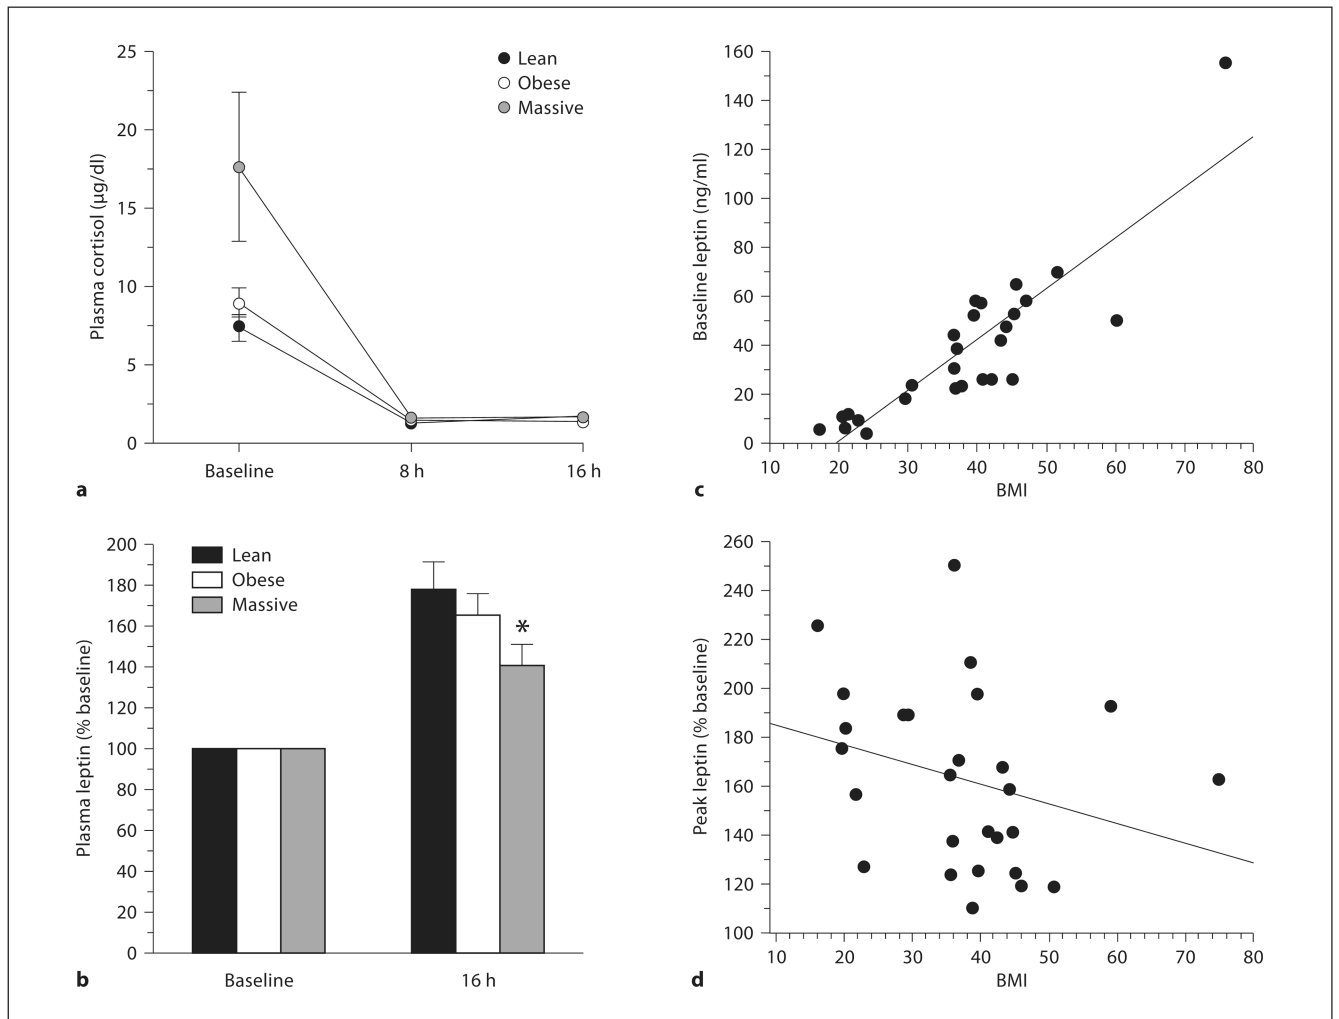 25
20
15
10
5
0
Plasma cortisol (µg/dl)
Lean
Obese
Massive
Baseline
8 h
16 h
a
160
140
120
100
80
60
40
20
0
Baseline leptin (ng/ml)
10 20 30 40 50 60 70 80
BMI
c
200
180
160
140
120
100
80
60
40
20
0
Plasma leptin (% baseline)
Lean
Obese
Massive
*
Baseline
16 h
b
260
240
220
200
180
160
140
120
100
Peak leptin (% baseline)
10 20 30 40 50 60 70 80
BMI
d